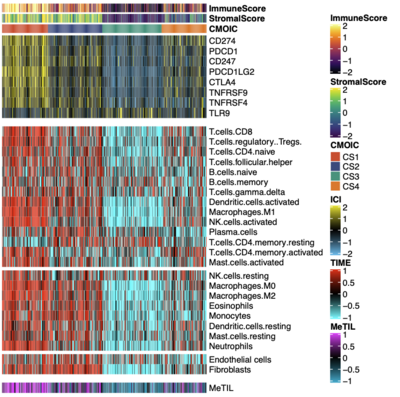 ImmuneScore
StromalScore
CMOIC
CD274
PDCD1
CD247
PDCD1LG2
CTLA4
TNFRSF9
TNFRSF4
TLR9
T.cells.CD8
T.cells.regulatory..Tregs.
T.cells.CD4.naive
T.cells.follicular.helper
B.cells.naive
B.cells.memory
T.cells.gamma.delta
Dendritic.cells.activated
Macrophages.M1
NK.cells.activated
Plasma.cells
T.cells.CD4.memory.resting
T.cells.CD4.memory.activated
Mast.cells.activated
NK.cells.resting
Macrophages.M0
Macrophages.M2
Eosinophils
Monocytes
Dendritic.cells.resting
Mast.cells.resting
Neutrophils
Endothelial cells
Fibroblasts
MeTIL
ImmuneScore
2
1
0
-1
-2
StromalScore
2
1
0
-1
-2
CMOIC
CS1
CS2
CS3
CS4
ICI
2
1
0
-1
-2
TIME
1
0.5
0
-0.5
-1
MeTIL
1
0.5
0
-0.5
-1